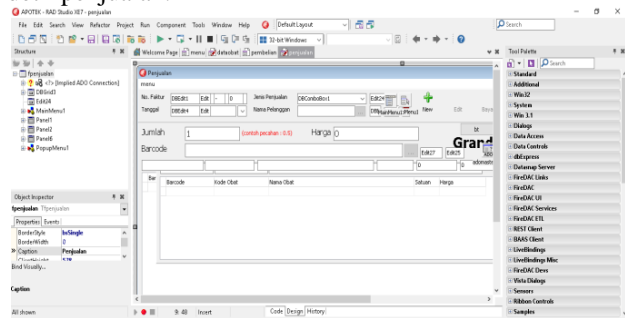 APOTEK - RAD Studio XE7 - penjualan
File Edit Search View Refactor Project Run Component Tools Window Help Default Layout Search
32-bit Windows
Structure
Welcome Page menu dataobat pembelian penjualan
fpenjualan
<> [Implied ADO Connection]
DBGrid1
Edit24
MainMenu1
Panel1
Panel2
Panel6
PopupMenu1
Penjualan
menu
No. Faktur DBEdit1 Edit - 0 Jenis Penjualan DBComboBox1 Edit24
Tanggal DBEdit4 Edit Nama Pelanggan MainMenu1 New Edit
Jumlah 1 (contoh pecahan : 0.5) Harga 0 bt
Barcode Edit27 Edit25 Grand
0 0
Barcode Kode Obat Nama Obat Satuan Harga
Object Inspector
fpenjualan Tfpenjualan
Properties Events
BorderStyle bsSingle
BorderWidth 0
Caption Penjualan
ClientHeight 528
Bind Visually...
Caption
All shown
9: 40 Insert Code Design History
Tool Palette
Search
Standard
Additional
Win32
System
Win 3.1
Dialogs
Data Access
Data Controls
dbExpress
Datasnap Server
FireDAC Links
FireDAC
FireDAC UI
FireDAC Services
FireDAC ETL
REST Client
BAAS Client
LiveBindings
LiveBindings Misc
FireDAC Devs
Vista Dialogs
Sensors
Ribbon Controls
Samples